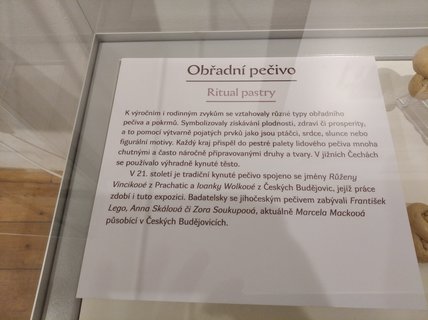 Obřadní pečivo
Ritual pastry
K výročním i rodinným zvykům se vztahovaly různé typy obřadního
pečiva a pokrmů. Symbolizovaly získávání plodnosti, zdraví či prosperity,
a to pomocí výtvarně pojatých prvků jako jsou ptáčci, srdce, slunce nebo
figurální motivy. Každý kraj přispěl do pestré palety lidového pečiva mnoha
chutnými a často náročně připravovanými druhy a tvary. V jižních Čechách
se používalo výhradně kynuté těsto.
V 21. století je tradiční kynuté pečivo spojeno se jmény Růženy
Vincikové z Prachatic a Ivanky Wolkové z Českých Budějovic, jejíž práce
zdobí i tuto expozici. Badatelsky se jihočeským pečivem zabývali František
Lego, Anna Skálová či Zora Soukupová, aktuálně Marcela Macková
působící v Českých Budějovicích.